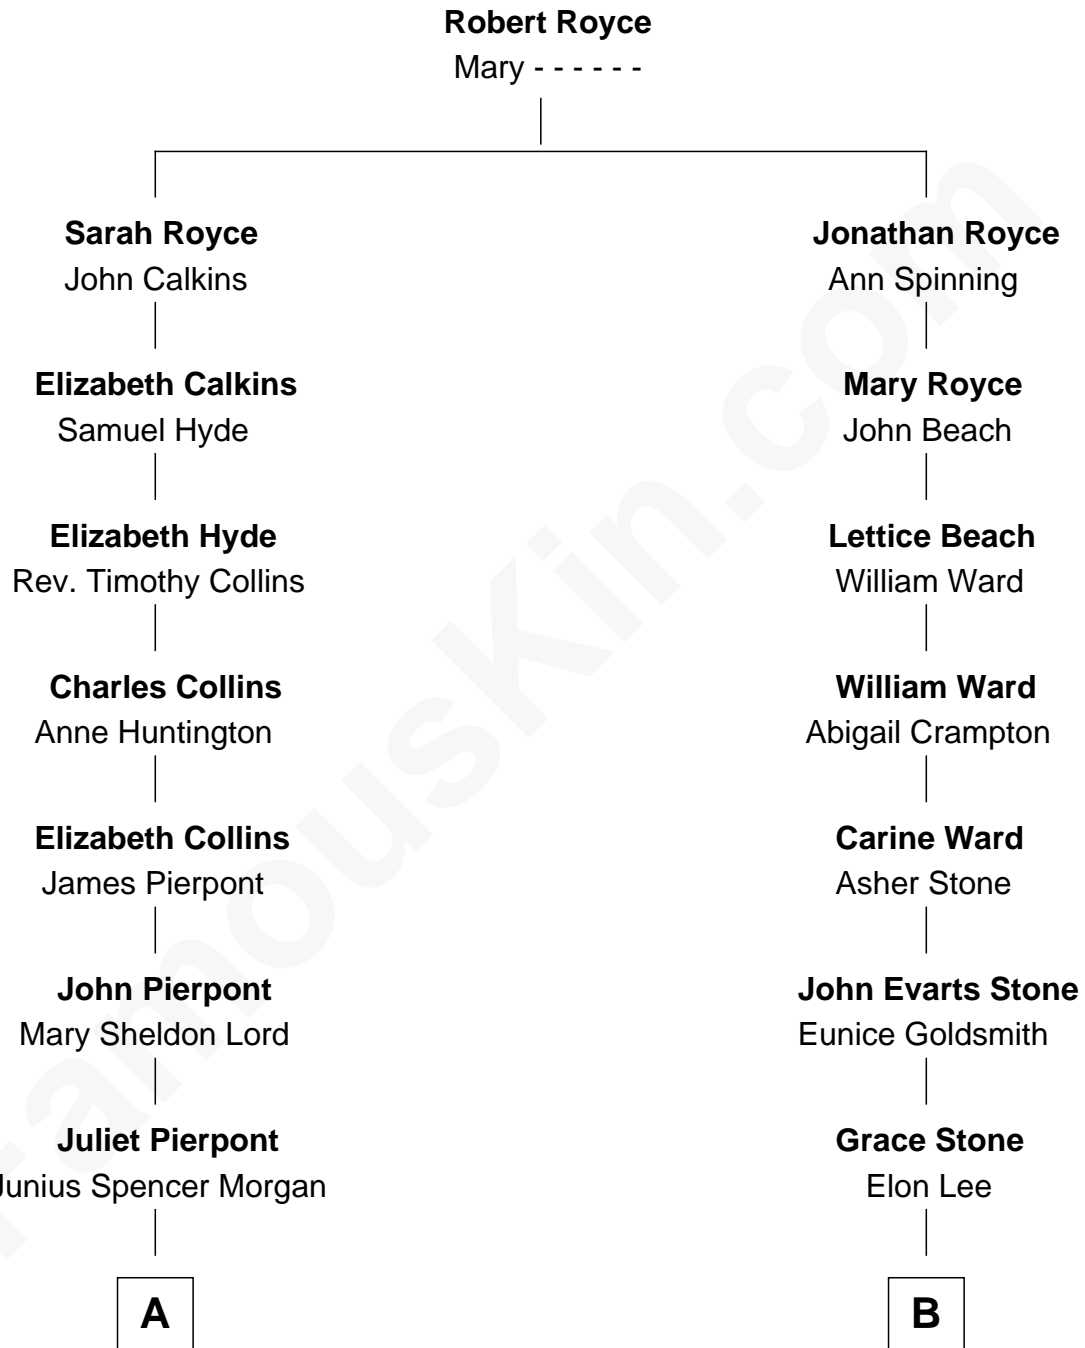 Robert Royce
Mary - - - - - -
Sarah Royce
John Calkins
Jonathan Royce
Ann Spinning
Elizabeth Calkins
Samuel Hyde
Mary Royce
John Beach
Elizabeth Hyde
Rev. Timothy Collins
Lettice Beach
William Ward
Charles Collins
Anne Huntington
William Ward
Abigail Crampton
Elizabeth Collins
James Pierpont
Carine Ward
Asher Stone
John Pierpont
Mary Sheldon Lord
John Evarts Stone
Eunice Goldsmith
Juliet Pierpont
Junius Spencer Morgan
Grace Stone
Elon Lee
A
B
FamousKin.com